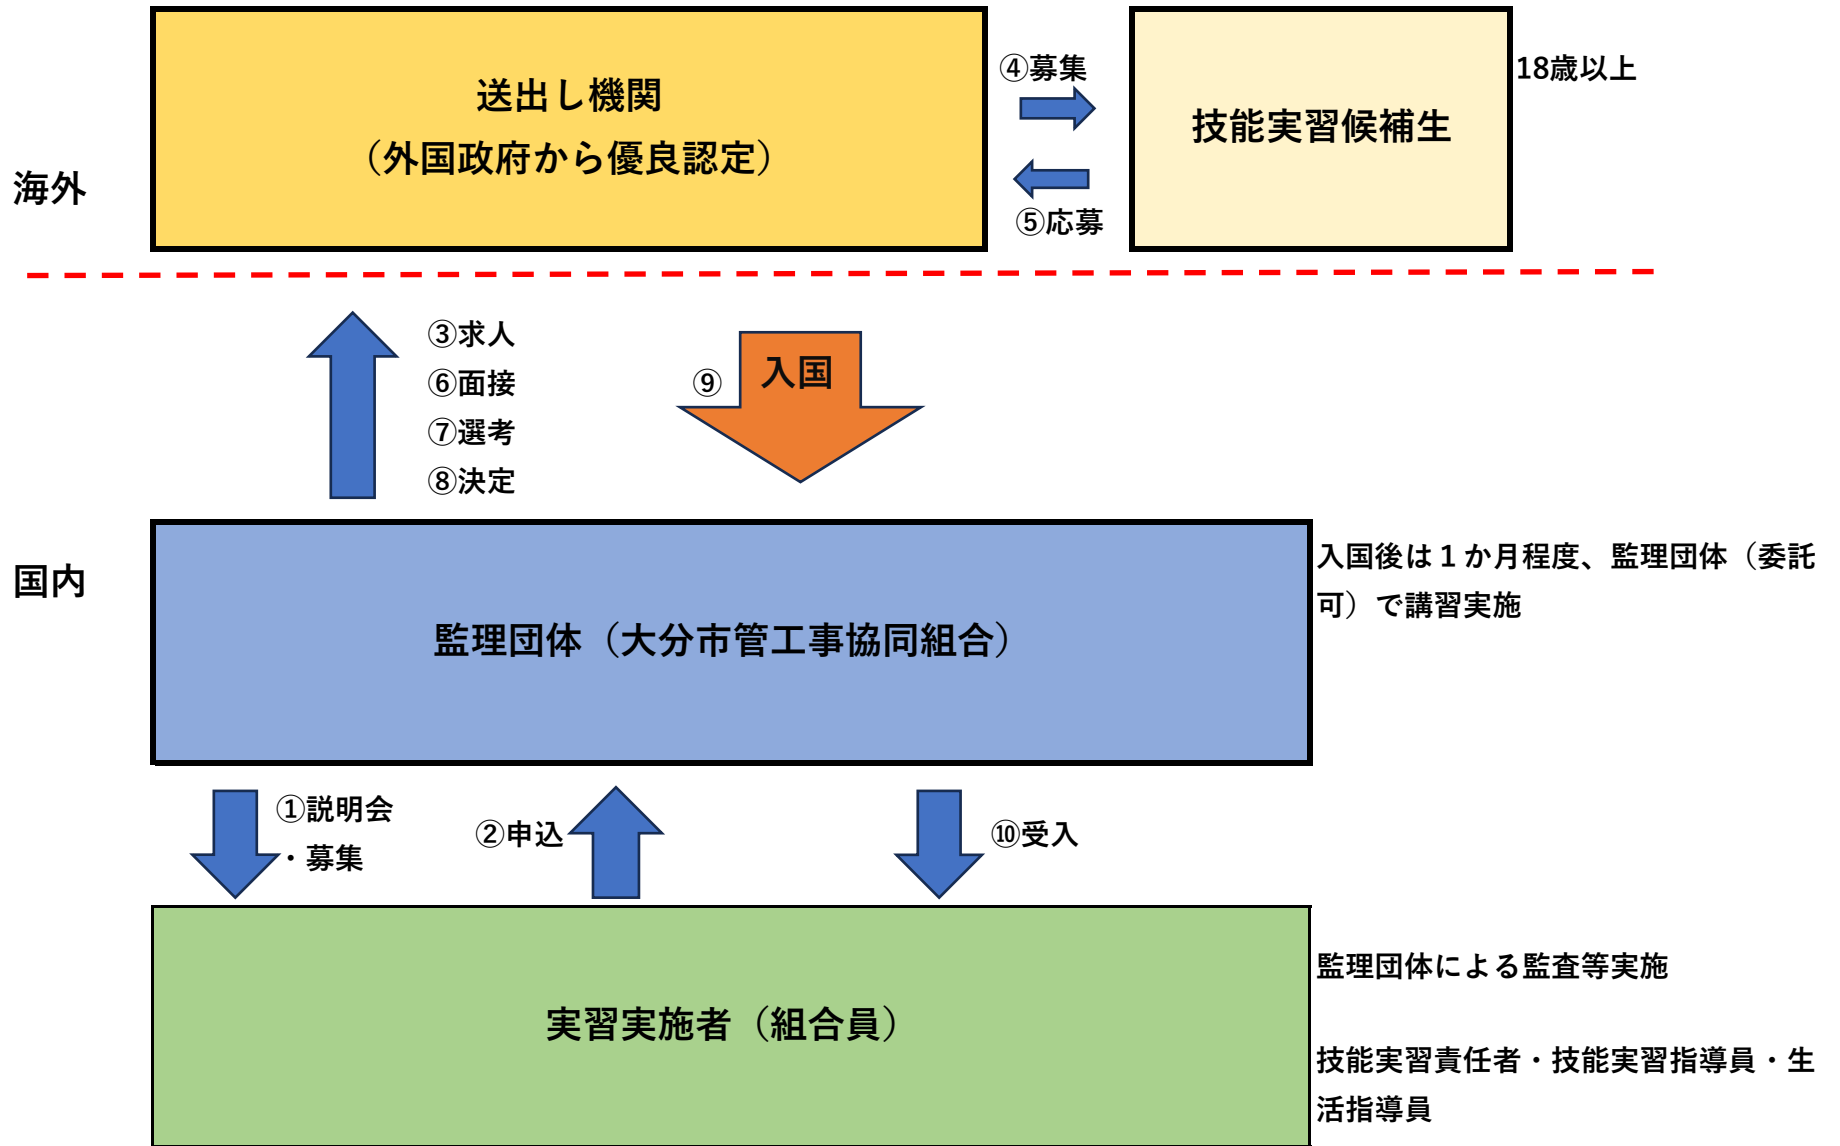 送出し機関
（外国政府から優良認定）
④募集
⑤応募
技能実習候補生
18歳以上
海外
③求人
⑥面接
⑦選考
⑧決定
⑨
入国
国内
監理団体（大分市管工事協同組合）
入国後は１か月程度、監理団体（委託
可）で講習実施
①説明会
・募集
②申込
⑩受入
実習実施者（組合員）
監理団体による監査等実施
技能実習責任者・技能実習指導員・生
活指導員